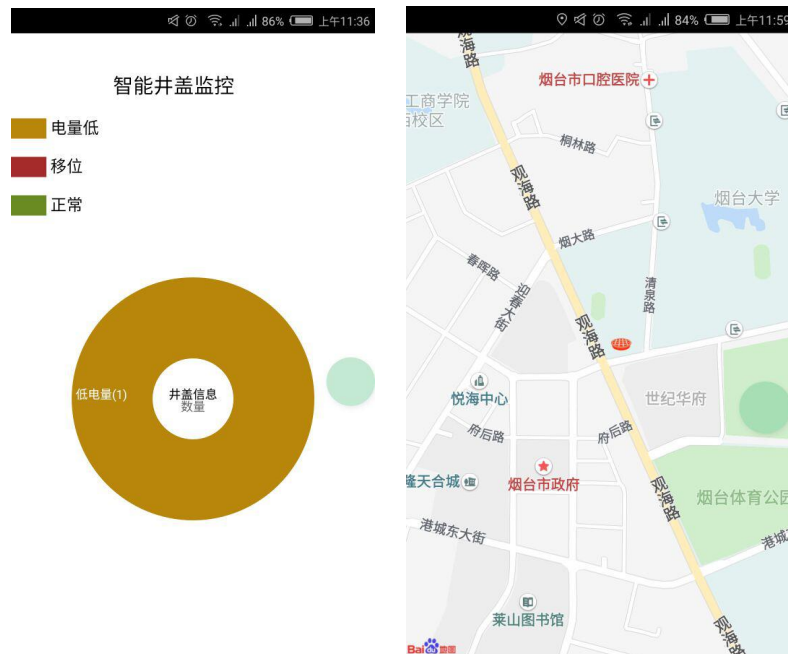 86% 上午11:36
智能井盖监控
电量低
移位
正常
低电量(1)
井盖信息
数量
84% 上午11:59
观海路
烟台市口腔医院
工商学院
校区
桐林路
观海路
烟台大学
烟大路
春晖路
迎春大街
清泉路
观海路
悦海中心
世纪华府
府后路
府后路
隆天合城
烟台市政府
观海路
烟台体育公园
港城东大街
港城
莱山图书馆
观海路
Bai 地图